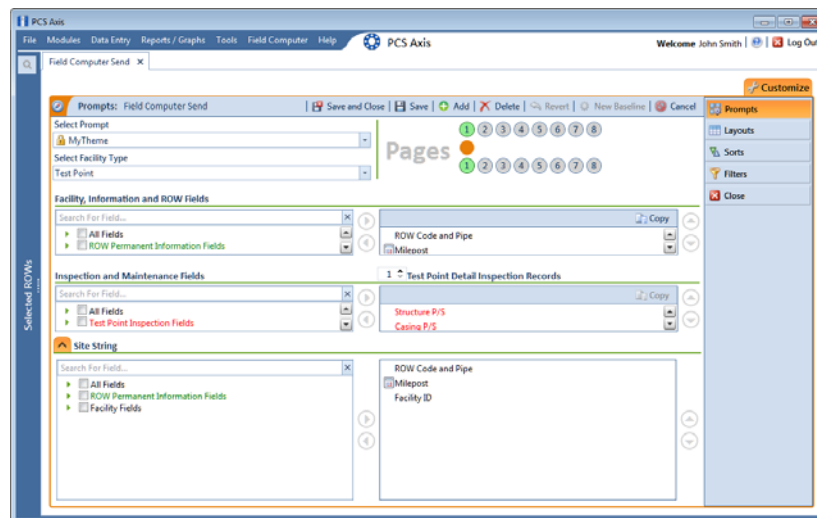 PCS Axis
File Modules Data Entry Reports / Graphs Tools Field Computer Help PCS Axis Welcome John Smith Log Out
Field Computer Send
Customize
Prompts: Field Computer Send Save and Close Save Add Delete Revert New Baseline Cancel
Prompts
Layouts
Sorts
Filters
Close
Select Prompt
MyTheme
Select Facility Type
Test Point
Pages
1 2 3 4 5 6 7 8
1 2 3 4 5 6 7 8
Facility, Information and ROW Fields
Search For Field... Copy
All Fields ROW Code and Pipe
ROW Permanent Information Fields Milepost
Inspection and Maintenance Fields 1 Test Point Detail Inspection Records
Search For Field... Copy
All Fields Structure P/S
Test Point Inspection Fields Casing P/S
Site String
Search For Field... ROW Code and Pipe
All Fields Milepost
ROW Permanent Information Fields Facility ID
Facility Fields
Selected ROWs